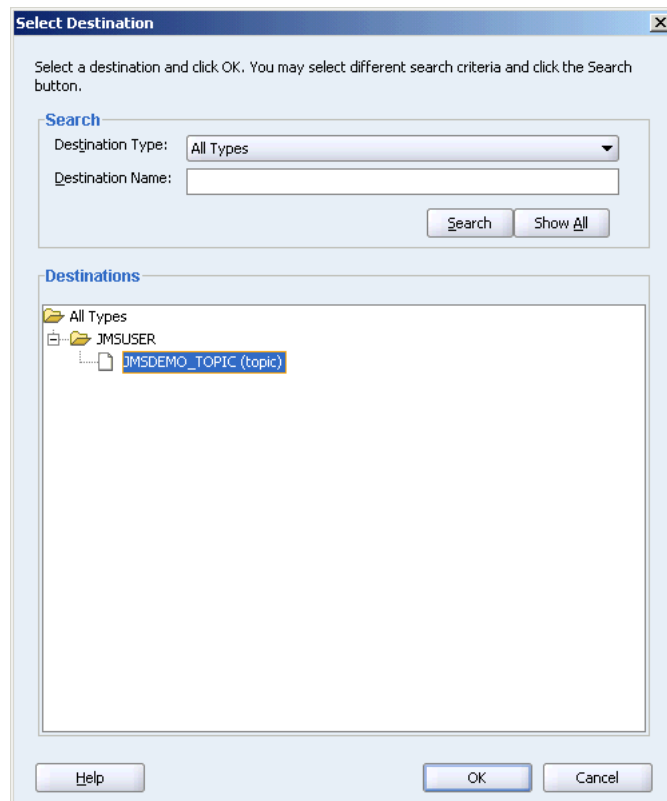 Select Destination
Select a destination and click OK. You may select different search criteria and click the Search
button.
Search
Destination Type: All Types
Destination Name:
Search Show All
Destinations
All Types
JMSUSER
JMSDEMO_TOPIC (topic)
Help OK Cancel